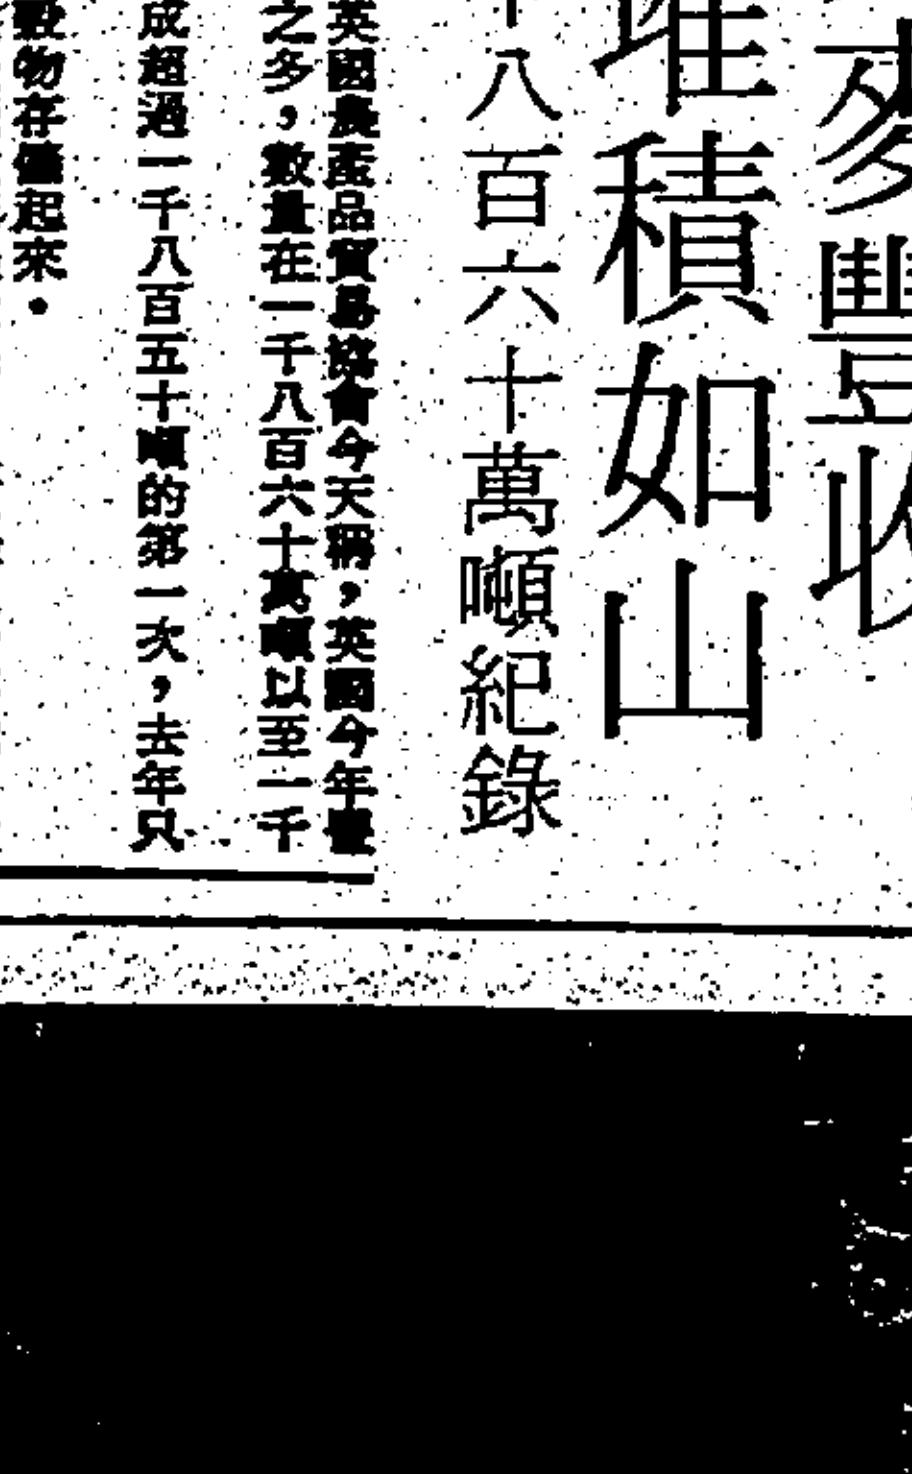 麥豐收
堆積如山
千八百六十萬噸紀錄
英國農產品貿易協會今天稱，英國今年豐
之多，數量在一千八百六十萬噸以至一千
成超過一千八百五十噸的第一次，去年只
穀物存儲起來。